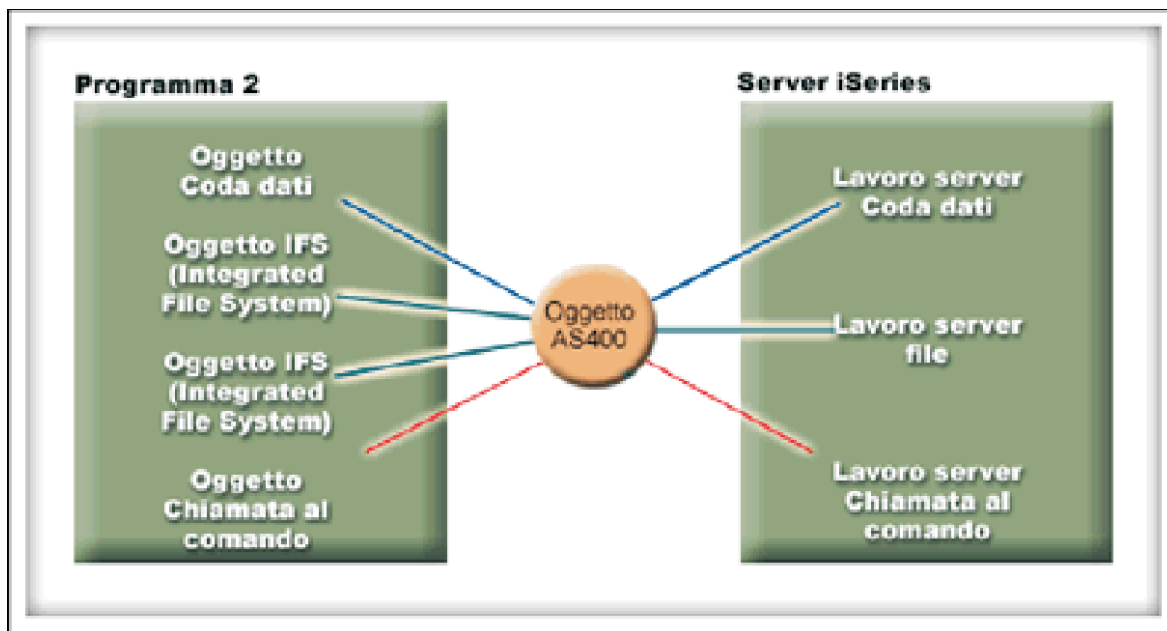 Programma 2
Oggetto
Coda dati
Oggetto IFS
(Integrated
File System)
Oggetto IFS
(Integrated
File System)
Oggetto
Chiamata al
comando
Oggetto
AS400
Server iSeries
Lavoro server
Coda dati
Lavoro server
file
Lavoro server
Chiamata al
comando